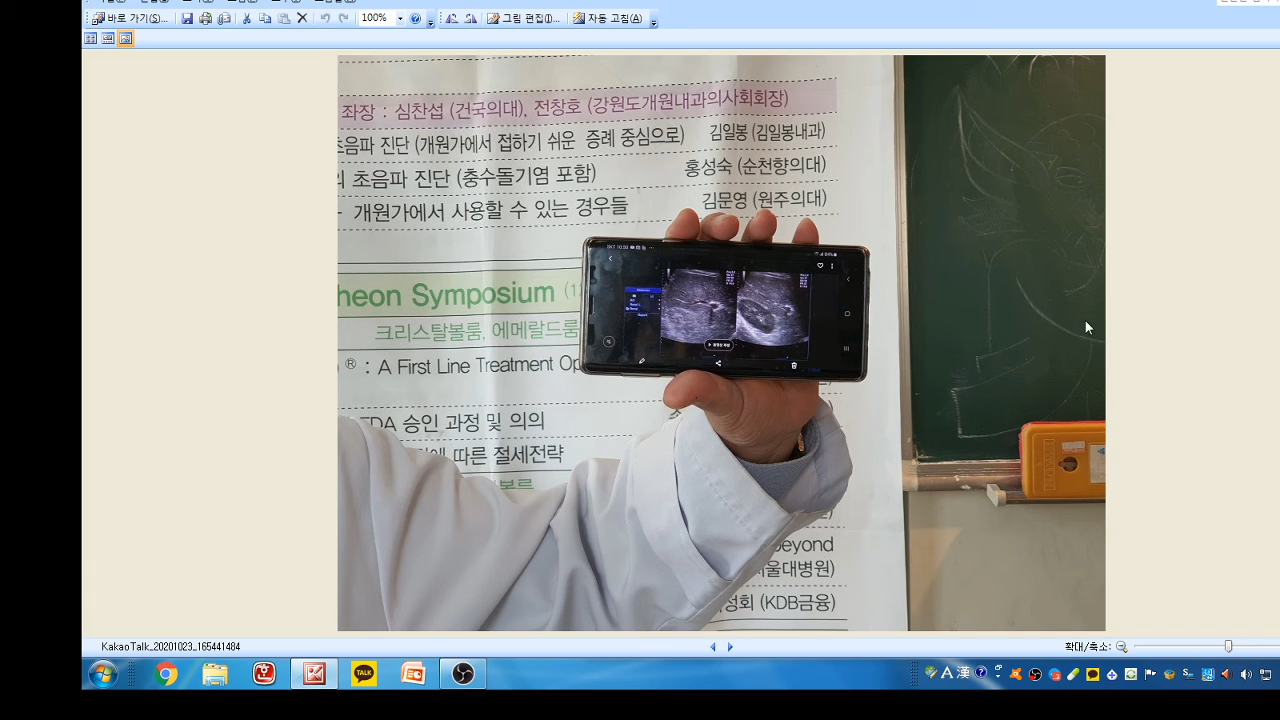 바로 가기(S)...
100%
그림 편집(D)...
자동 고침(A)
좌장 : 심찬섭 (건국의대), 전창호 (강원도개원내과의사회회장)
초음파 진단 (개원가에서 접하기 쉬운 증례 중심으로) 김일봉 (김일봉내과)
의 초음파 진단 (충수돌기염 포함) 홍성숙 (순천향의대)
- 개원가에서 사용할 수 있는 경우들 김문영 (원주의대)
heon Symposium (1
크리스탈볼룸, 에메랄드룸
® : A First Line Treatment Op
FDA 승인 과정 및 의의
에 따른 절세전략
볼룸
beyond
서울대병원)
성회 (KDB금융)
KakaoTalk_20201023_165441484
확대/축소:
TALK
A 漢